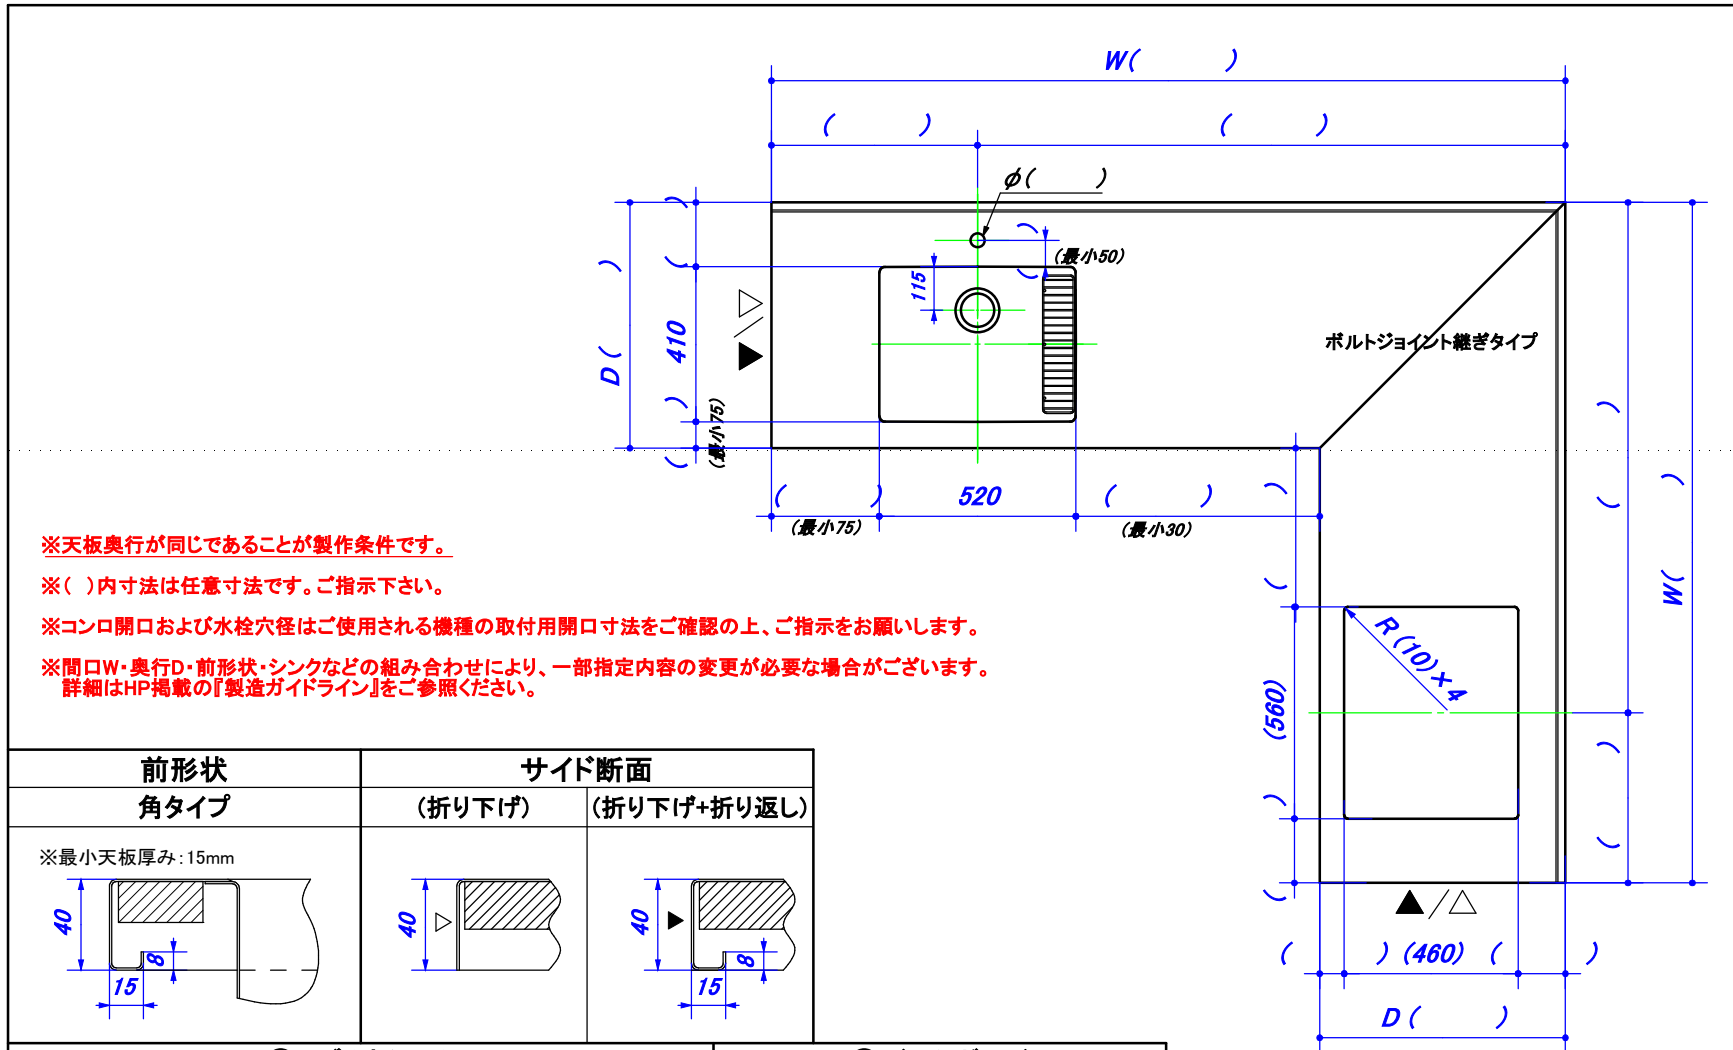 W( )
( ) ( )
φ( )
(最小50)
115
D( )
( )
410
( )
(最小75)
ボルトジョイント継ぎタイプ
( ) 520 ( )
(最小75) (最小30)
( )
W( )
( )
R(10)×4
(560)
( )
( )
( ) (460) ( )
D( )
※天板奥行が同じであることが製作条件です。
※( )内寸法は任意寸法です。ご指示下さい。
※コンロ開口および水栓穴径はご使用される機種の取付用開口寸法をご確認の上、ご指示をお願いします。
※間口W・奥行D・前形状・シンクなどの組み合わせにより、一部指定内容の変更が必要な場合がございます。
詳細はHP掲載の『製造ガイドライン』をご参照ください。
前形状 サイド断面
角タイプ (折り下げ) (折り下げ+折り返し)
※最小天板厚み:15mm
40 8 15
40
40 8 15